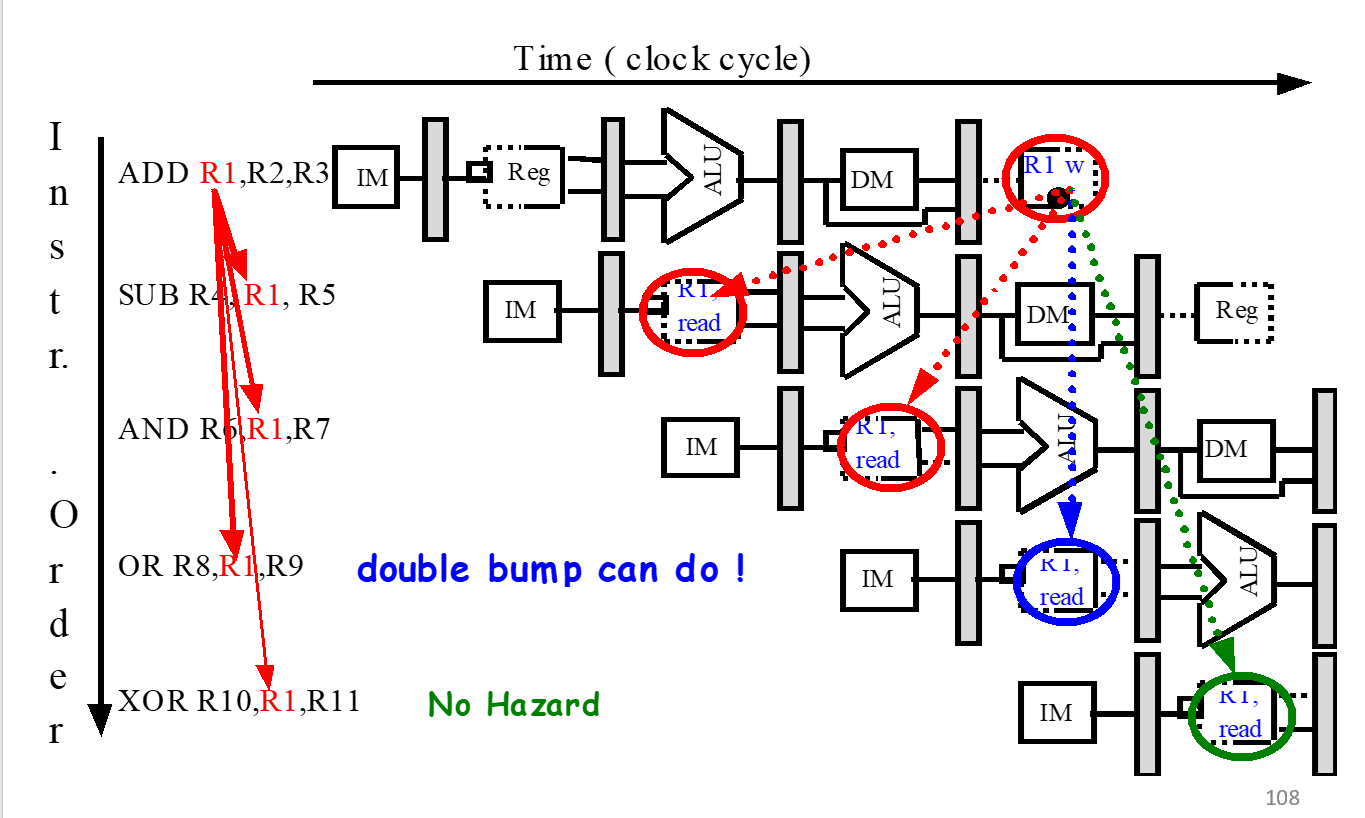 Time ( clock cycle)
Instr. Order
ADD R1,R2,R3
IM
Reg
ALU
DM
R1 w
SUB R4, R1, R5
IM
R1,
read
ALU
DM
Reg
AND R6,R1,R7
IM
R1,
read
ALU
DM
OR R8,R1,R9
double bump can do !
IM
R1,
read
ALU
XOR R10,R1,R11
No Hazard
IM
R1,
read
108